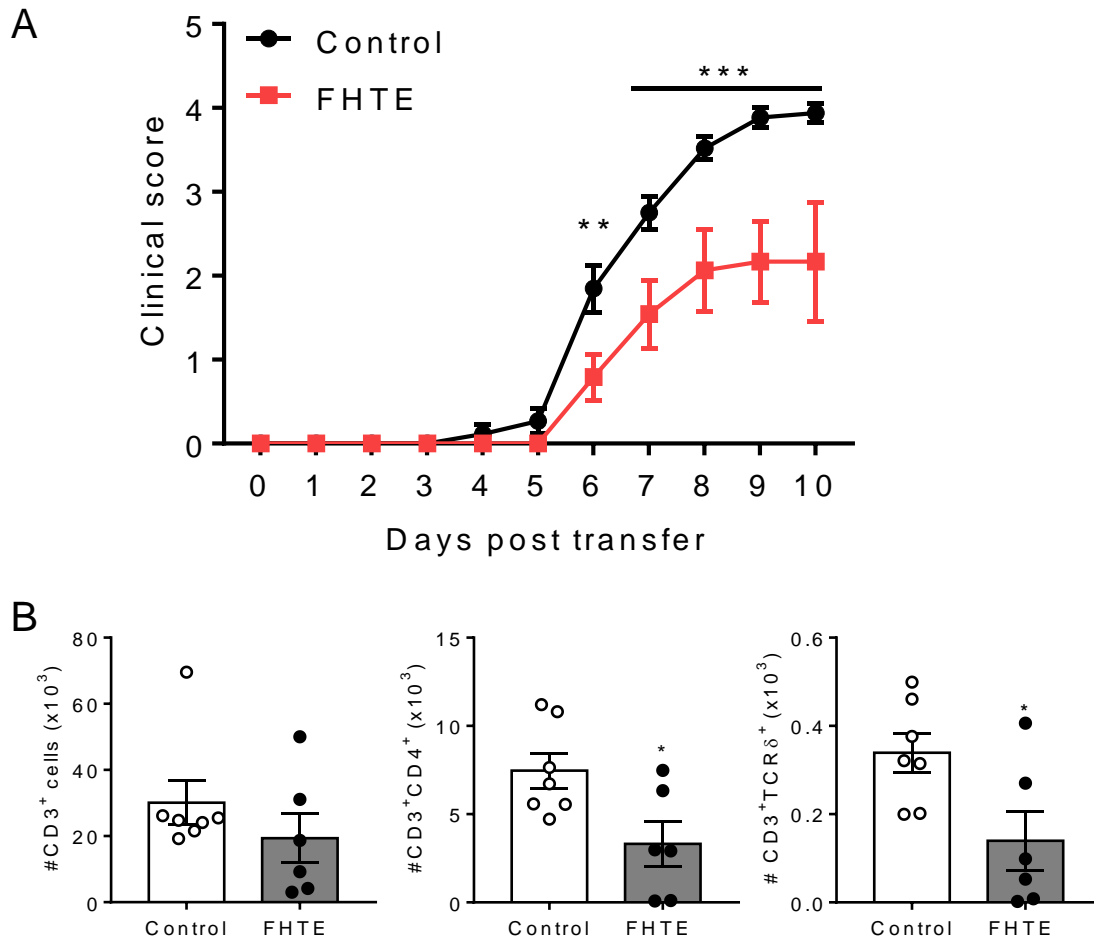 A
Control
FHTE
***
**
Clinical score
5
4
3
2
1
0
0 1 2 3 4 5 6 7 8 9 10
Days post transfer
B
#CD3⁺ cells (x10³)
80
60
40
20
0
Control FHTE
#CD3⁺CD4⁺ (x10³)
15
10
5
0
*
Control FHTE
# CD3⁺TCRδ⁺ (x10³)
0.6
0.4
0.2
0.0
*
Control FHTE